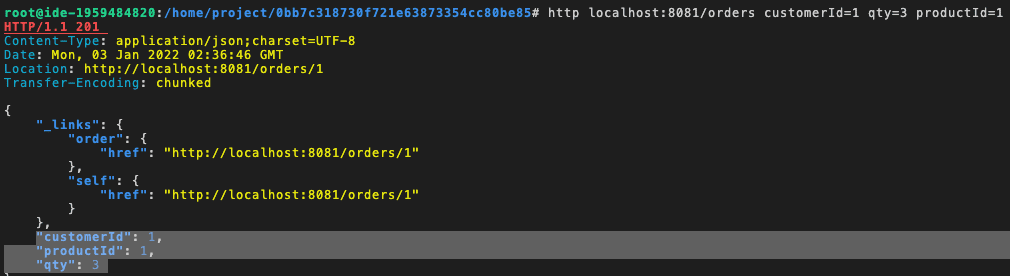 root@ide-1959484820:/home/project/0bb7c318730f721e63873354cc80be85# http localhost:8081/orders customerId=1 qty=3 productId=1
HTTP/1.1 201
Content-Type: application/json;charset=UTF-8
Date: Mon, 03 Jan 2022 02:36:46 GMT
Location: http://localhost:8081/orders/1
Transfer-Encoding: chunked
{
"_links": {
"order": {
"href": "http://localhost:8081/orders/1"
},
"self": {
"href": "http://localhost:8081/orders/1"
}
},
"customerId": 1,
"productId": 1,
"qty": 3